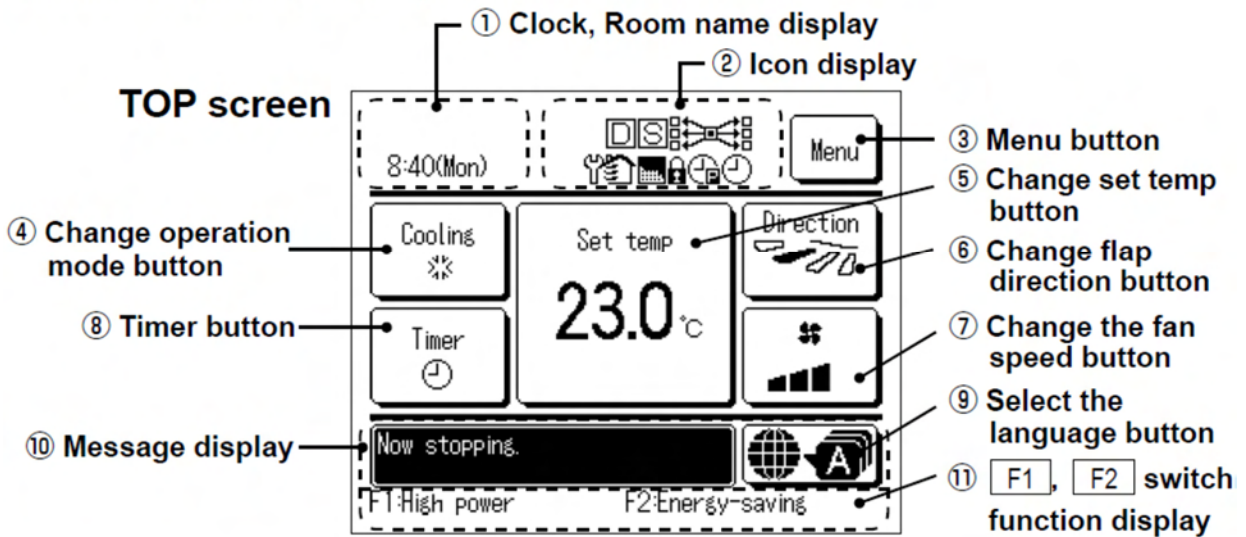 ① Clock, Room name display
② Icon display
TOP screen
D S
8:40(Mon)
Menu
③ Menu button
⑤ Change set temp
button
④ Change operation
mode button
Cooling
Set temp
Direction
⑥ Change flap
direction button
23.0 °C
⑧ Timer button
Timer
⑦ Change the fan
speed button
⑨ Select the
language button
⑩ Message display
Now stopping.
A
F1:High power F2:Energy-saving
⑪ F1, F2 switch
function display